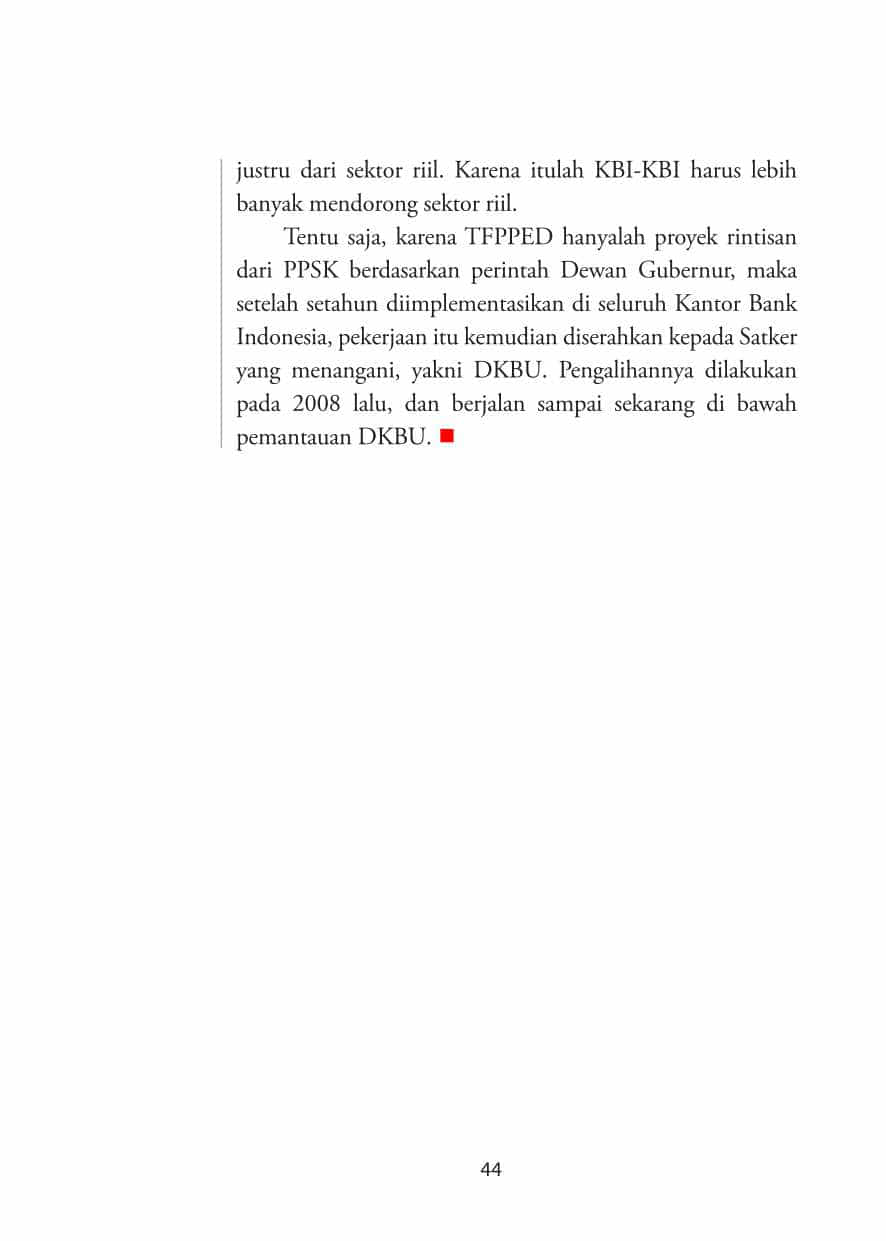 justru dari sektor riil. Karena itulah KBI-KBI harus lebih
banyak mendorong sektor riil.
Tentu saja, karena TFPPED hanyalah proyek rintisan
dari PPSK berdasarkan perintah Dewan Gubernur, maka
setelah setahun diimplementasikan di seluruh Kantor Bank
Indonesia, pekerjaan itu kemudian diserahkan kepada Satker
yang menangani, yakni DKBU. Pengalihannya dilakukan
pada 2008 lalu, dan berjalan sampai sekarang di bawah
pemantauan DKBU.
44